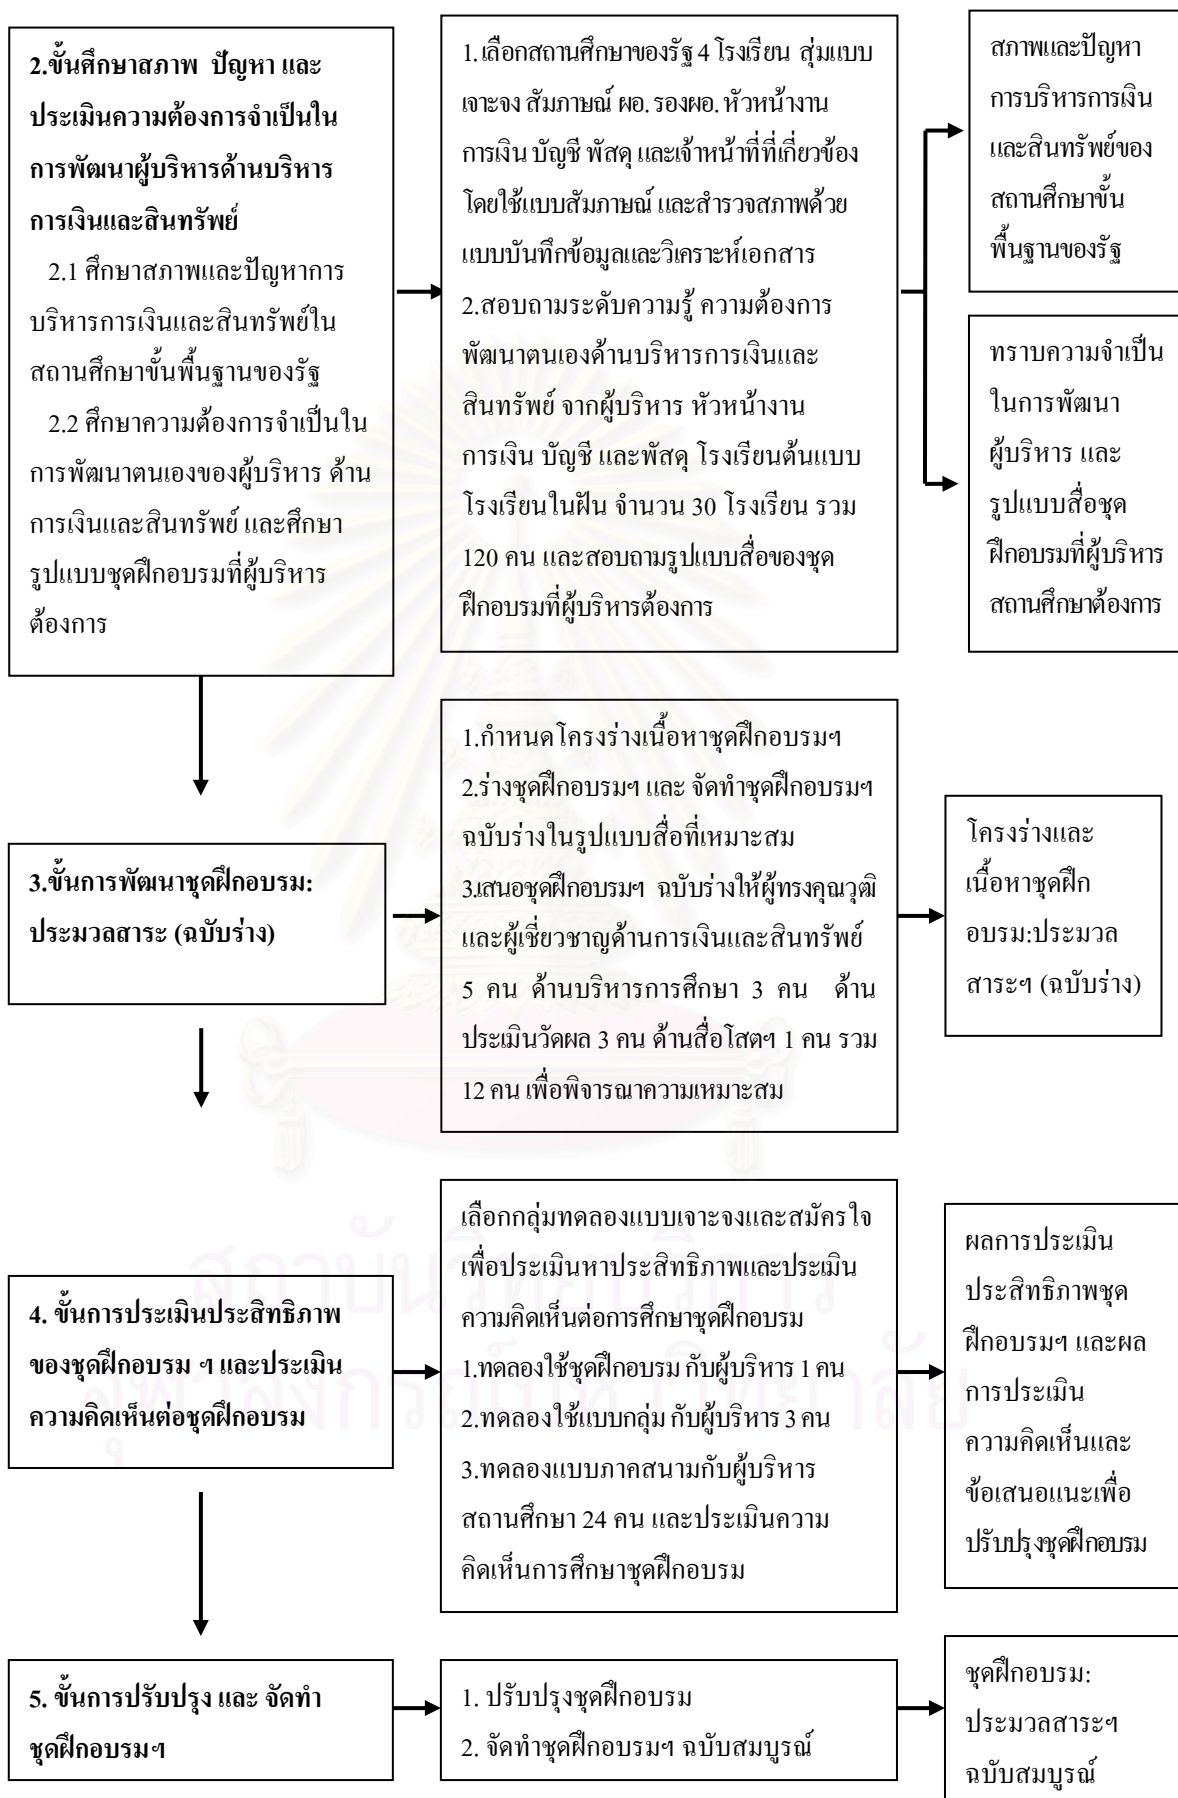 2.ขั้นศึกษาสภาพ ปัญหา และ
ประเมินความต้องการจำเป็นใน
การพัฒนาผู้บริหารด้านบริหาร
การเงินและสินทรัพย์
2.1 ศึกษาสภาพและปัญหาการ
บริหารการเงินและสินทรัพย์ใน
สถานศึกษาขั้นพื้นฐานของรัฐ
2.2 ศึกษาความต้องการจำเป็นใน
การพัฒนาตนเองของผู้บริหาร ด้าน
การเงินและสินทรัพย์ และศึกษา
รูปแบบชุดฝึกอบรมที่ผู้บริหาร
ต้องการ
1.เลือกสถานศึกษาของรัฐ 4 โรงเรียน สุ่มแบบ
เจาะจง สัมภาษณ์ ผอ. รองผอ. หัวหน้างาน
การเงิน บัญชี พัสดุ และเจ้าหน้าที่ที่เกี่ยวข้อง
โดยใช้แบบสัมภาษณ์ และสำรวจสภาพด้วย
แบบบันทึกข้อมูลและวิเคราะห์เอกสาร
2.สอบถามระดับความรู้ ความต้องการ
พัฒนาตนเองด้านบริหารการเงินและ
สินทรัพย์ จากผู้บริหาร หัวหน้างาน
การเงิน บัญชี และพัสดุ โรงเรียนต้นแบบ
โรงเรียนในฝัน จำนวน 30 โรงเรียน รวม
120 คน และสอบถามรูปแบบสื่อของชุด
ฝึกอบรมที่ผู้บริหารต้องการ
สภาพและปัญหา
การบริหารการเงิน
และสินทรัพย์ของ
สถานศึกษาขั้น
พื้นฐานของรัฐ
ทราบความจำเป็น
ในการพัฒนา
ผู้บริหาร และ
รูปแบบสื่อชุด
ฝึกอบรมที่ผู้บริหาร
สถานศึกษาต้องการ
3.ขั้นการพัฒนาชุดฝึกอบรม:
ประมวลสาระ (ฉบับร่าง)
1.กำหนดโครงร่างเนื้อหาชุดฝึกอบรมฯ
2.ร่างชุดฝึกอบรมฯ และ จัดทำชุดฝึกอบรมฯ
ฉบับร่างในรูปแบบสื่อที่เหมาะสม
3.เสนอชุดฝึกอบรมฯ ฉบับร่างให้ผู้ทรงคุณวุฒิ
และผู้เชี่ยวชาญด้านการเงินและสินทรัพย์
5 คน ด้านบริหารการศึกษา 3 คน ด้าน
ประเมินวัดผล 3 คน ด้านสื่อโสตฯ 1 คน รวม
12 คน เพื่อพิจารณาความเหมาะสม
โครงร่างและ
เนื้อหาชุดฝึก
อบรม:ประมวล
สาระฯ (ฉบับร่าง)
4. ขั้นการประเมินประสิทธิภาพ
ของชุดฝึกอบรม ฯ และประเมิน
ความคิดเห็นต่อชุดฝึกอบรม
เลือกกลุ่มทดลองแบบเจาะจงและสมัครใจ
เพื่อประเมินหาประสิทธิภาพและประเมิน
ความคิดเห็นต่อการศึกษาชุดฝึกอบรม
1.ทดลองใช้ชุดฝึกอบรม กับผู้บริหาร 1 คน
2.ทดลองใช้แบบกลุ่ม กับผู้บริหาร 3 คน
3.ทดลองแบบภาคสนามกับผู้บริหาร
สถานศึกษา 24 คน และประเมินความ
คิดเห็นการศึกษาชุดฝึกอบรม
ผลการประเมิน
ประสิทธิภาพชุด
ฝึกอบรมฯ และผล
การประเมิน
ความคิดเห็นและ
ข้อเสนอแนะเพื่อ
ปรับปรุงชุดฝึกอบรม
5. ขั้นการปรับปรุง และ จัดทำ
ชุดฝึกอบรมฯ
1. ปรับปรุงชุดฝึกอบรม
2. จัดทำชุดฝึกอบรมฯ ฉบับสมบูรณ์
ชุดฝึกอบรม:
ประมวลสาระฯ
ฉบับสมบูรณ์
สถาบันวิทยบริการ
จุฬาลงกรณ์มหาวิทยาลัย